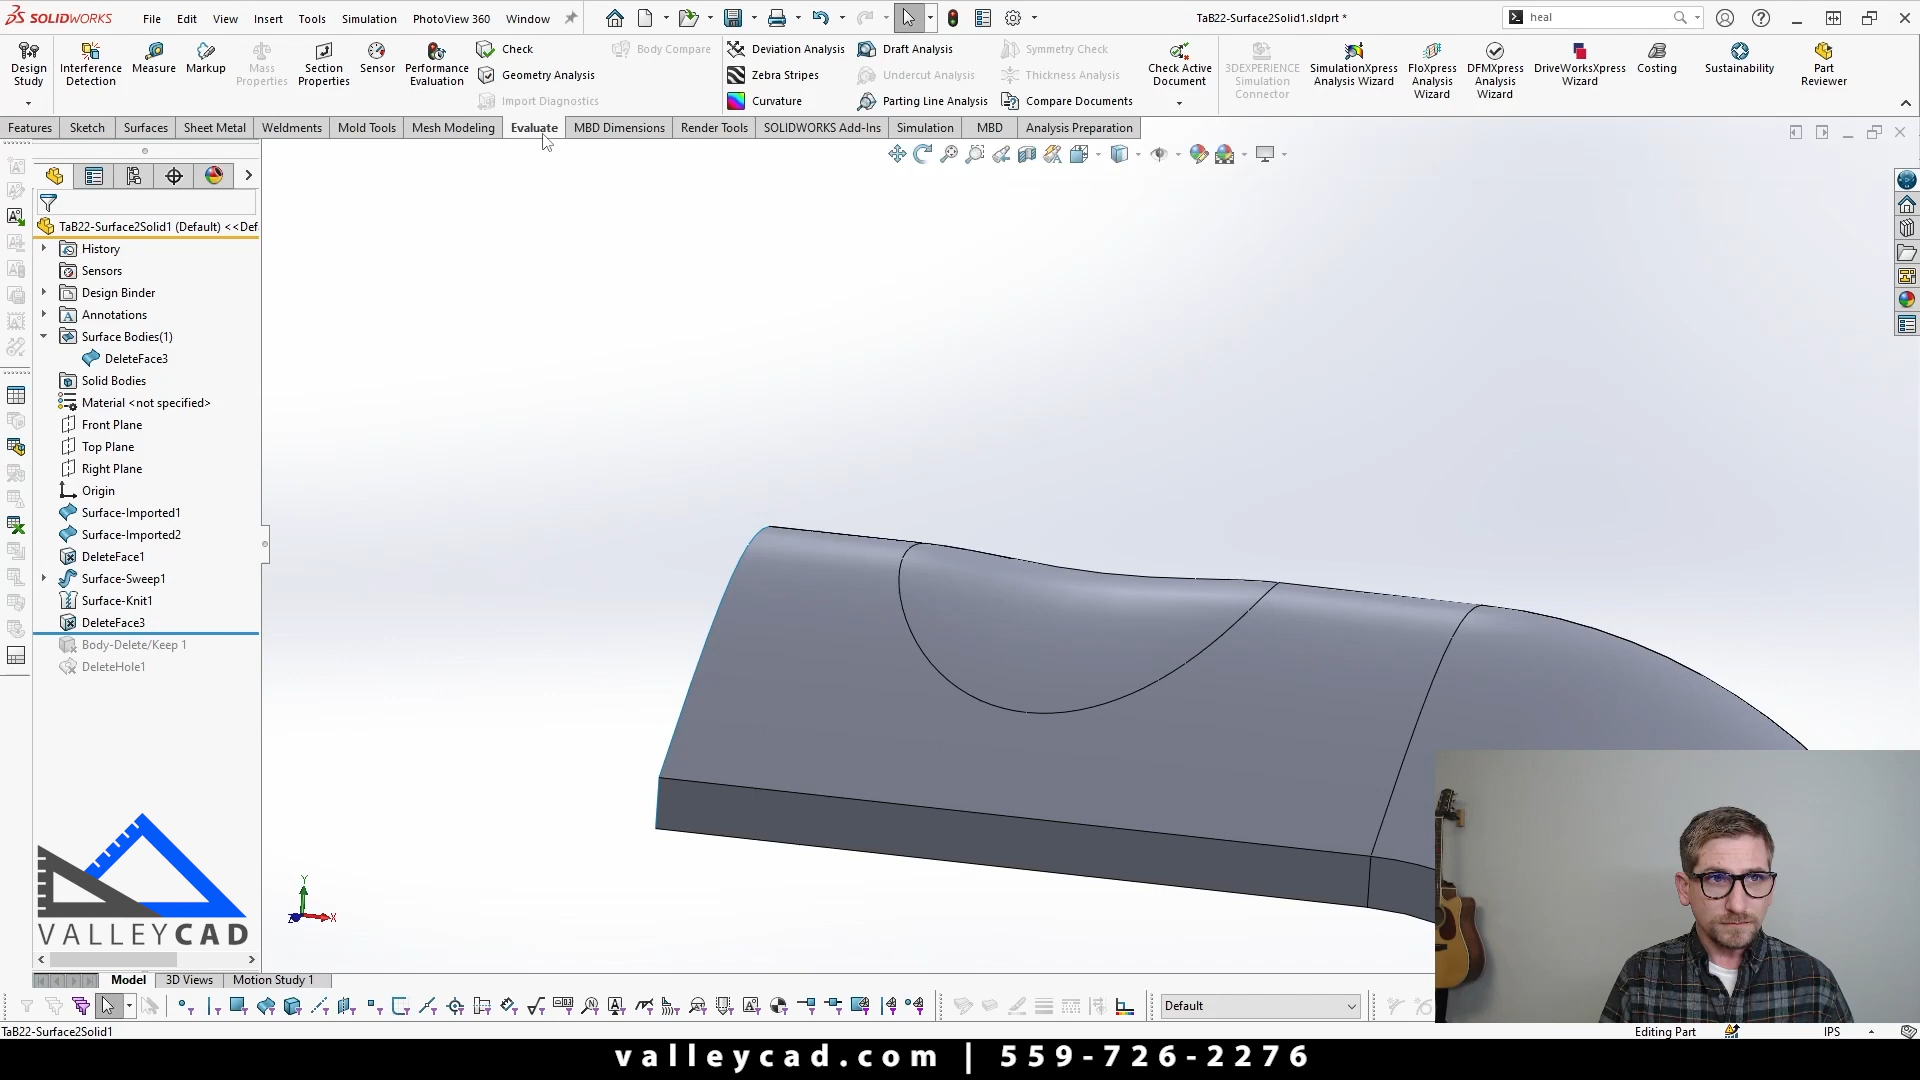 SOLIDWORKS File Edit View Insert Tools Simulation PhotoView 360 Window TaB22-Surface2Solid1.sldprt * heal
Design Study
Interference Detection
Measure
Markup
Mass Properties
Section Properties
Sensor
Performance Evaluation
Check
Geometry Analysis
Import Diagnostics
Body Compare
Deviation Analysis
Zebra Stripes
Curvature
Draft Analysis
Undercut Analysis
Parting Line Analysis
Symmetry Check
Thickness Analysis
Compare Documents
Check Active Document
3DEXPERIENCE Simulation Connector
SimulationXpress Analysis Wizard
FloXpress Analysis Wizard
DFMXpress Analysis Wizard
DriveWorksXpress Wizard
Costing
Sustainability
Part Reviewer
Features Sketch Surfaces Sheet Metal Weldments Mold Tools Mesh Modeling Evaluate MBD Dimensions Render Tools SOLIDWORKS Add-Ins Simulation MBD Analysis Preparation
TaB22-Surface2Solid1 (Default) <<Def
History
Sensors
Design Binder
Annotations
Surface Bodies(1)
DeleteFace3
Solid Bodies
Material <not specified>
Front Plane
Top Plane
Right Plane
Origin
Surface-Imported1
Surface-Imported2
DeleteFace1
Surface-Sweep1
Surface-Knit1
DeleteFace3
Body-Delete/Keep 1
DeleteHole1
VALLEYCAD
Y
X
Z
Model 3D Views Motion Study 1
Default
TaB22-Surface2Solid1 Editing Part IPS
valleycad.com | 559-726-2276